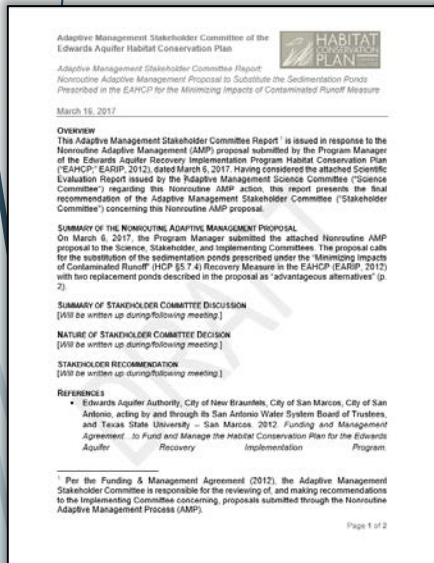 Adaptive Management Stakeholder Committee of the
Edwards Aquifer Habitat Conservation Plan
HABITAT
CONSERVATION
PLAN
Adaptive Management Stakeholder Committee Report:
Nonroutine Adaptive Management Proposal to Substitute the Sedimentation Ponds
Prescribed in the EAHCP for the Minimizing Impacts of Contaminated Runoff Measure
March 16, 2017
OVERVIEW
This Adaptive Management Stakeholder Committee Report 1 is issued in response to the
Nonroutine Adaptive Management (AMP) proposal submitted by the Program Manager
of the Edwards Aquifer Recovery Implementation Program Habitat Conservation Plan
("EAHCP;" EARIP, 2012), dated March 6, 2017. Having considered the attached Scientific
Evaluation Report issued by the Adaptive Management Science Committee ("Science
Committee") regarding this Nonroutine AMP action, this report presents the final
recommendation of the Adaptive Management Stakeholder Committee ("Stakeholder
Committee") concerning this Nonroutine AMP proposal.
SUMMARY OF THE NONROUTINE ADAPTIVE MANAGEMENT PROPOSAL
On March 6, 2017, the Program Manager submitted the attached Nonroutine AMP
proposal to the Science, Stakeholder, and Implementing Committees. The proposal calls
for the substitution of the sedimentation ponds prescribed under the "Minimizing Impacts
of Contaminated Runoff" (HCP §5.7.4) Recovery Measure in the EAHCP (EARIP, 2012)
with two replacement ponds described in the proposal as "advantageous alternatives" (p.
2).
SUMMARY OF STAKEHOLDER COMMITTEE DISCUSSION
[Will be written up during/following meeting.]
NATURE OF STAKEHOLDER COMMITTEE DECISION
[Will be written up during/following meeting.]
STAKEHOLDER RECOMMENDATION
[Will be written up during/following meeting.]
REFERENCES
• Edwards Aquifer Authority, City of New Braunfels, City of San Marcos, City of San
Antonio, acting by and through its San Antonio Water System Board of Trustees,
and Texas State University – San Marcos. 2012. Funding and Management
Agreement...to Fund and Manage the Habitat Conservation Plan for the Edwards
Aquifer Recovery Implementation Program.
1 Per the Funding & Management Agreement (2012), the Adaptive Management
Stakeholder Committee is responsible for the reviewing of, and making recommendations
to the Implementing Committee concerning, proposals submitted through the Nonroutine
Adaptive Management Process (AMP).
Page 1 of 2
DRAFT